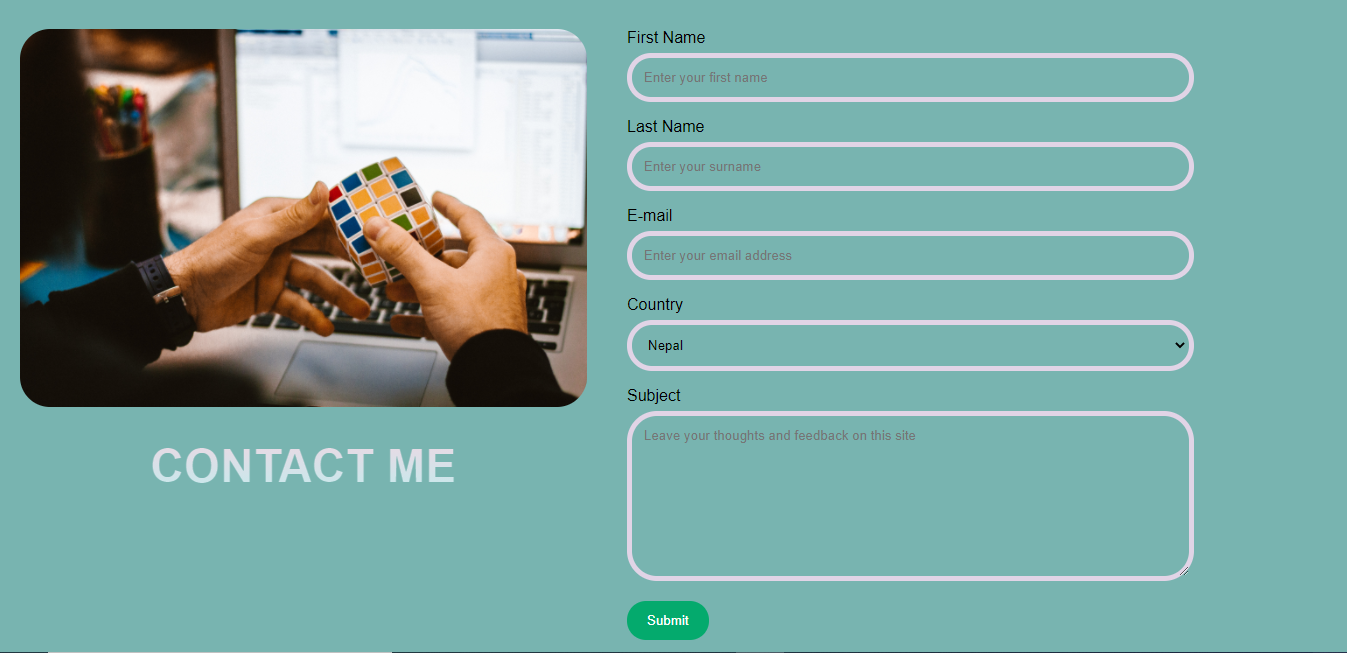 First Name
Enter your first name
Last Name
Enter your surname
E-mail
Enter your email address
Country
Nepal
Subject
Leave your thoughts and feedback on this site
CONTACT ME
Submit